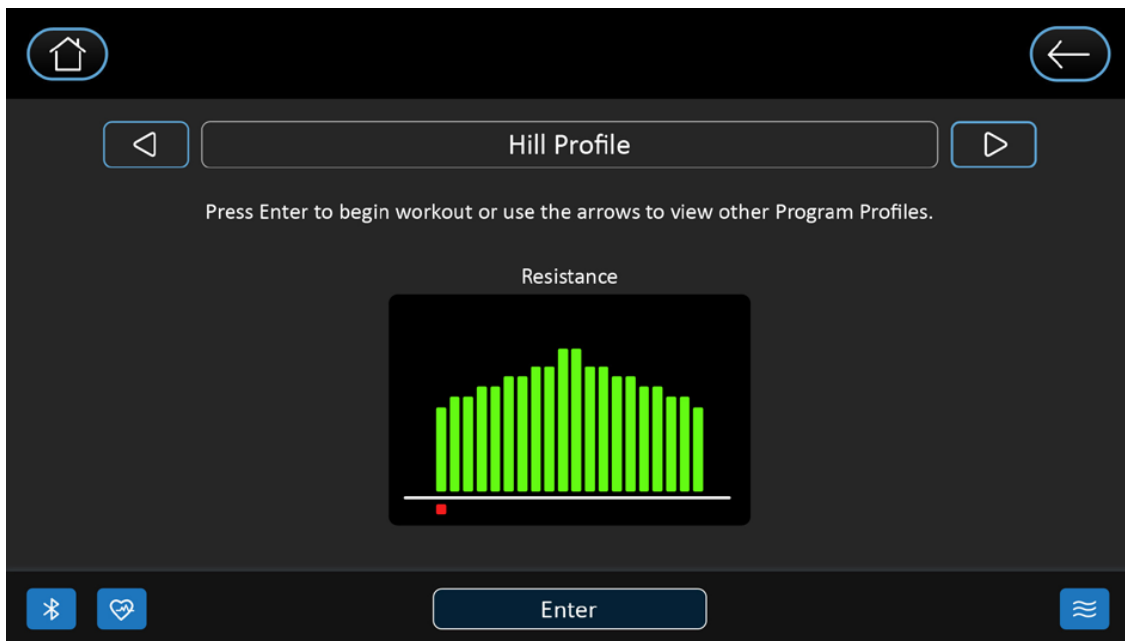 Hill Profile
Press Enter to begin workout or use the arrows to view other Program Profiles.
Resistance
Enter